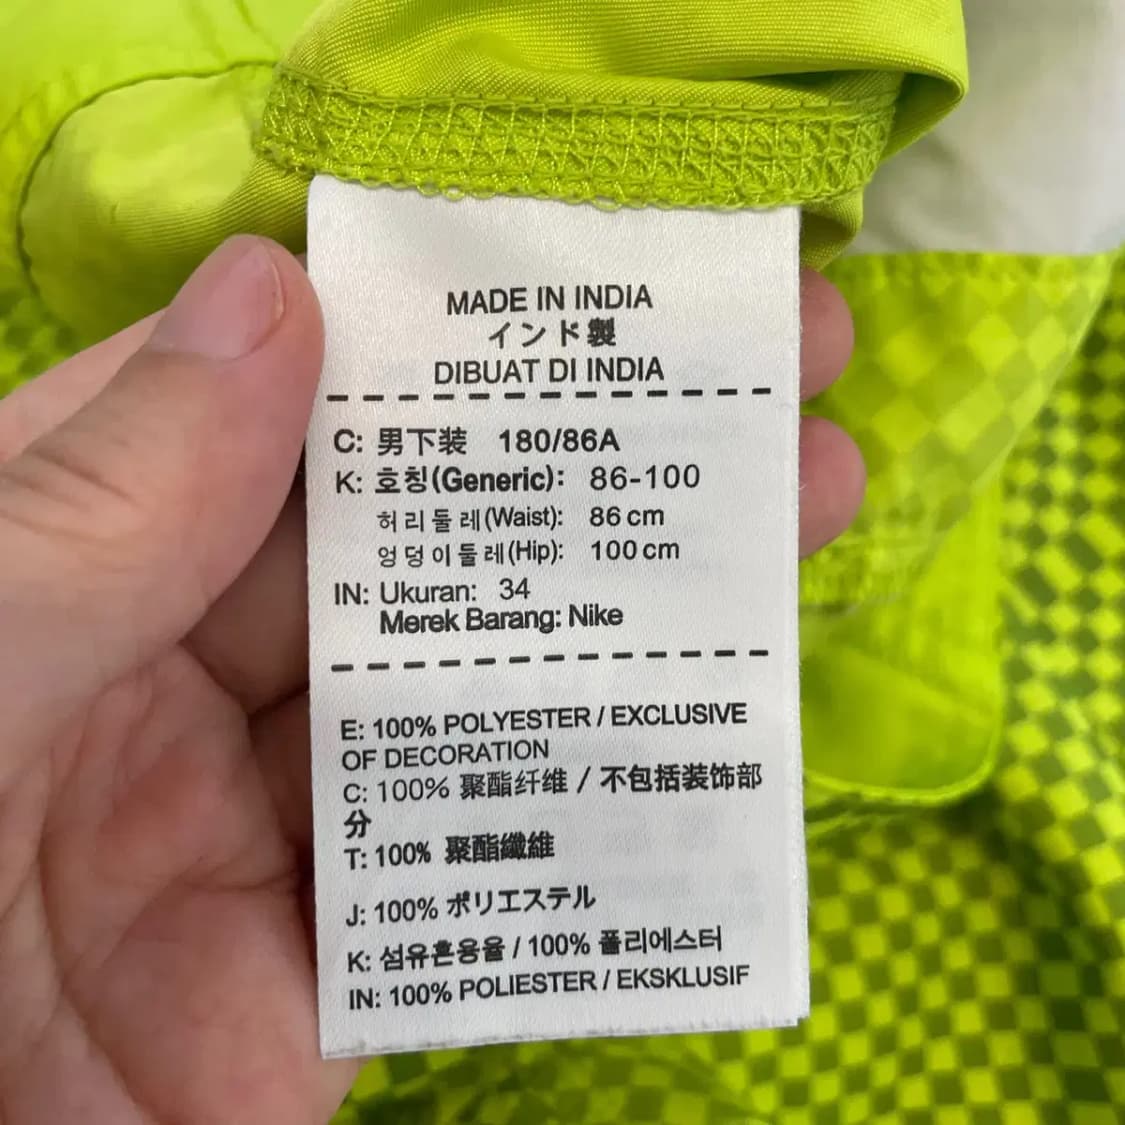 MADE IN INDIA
インド製
DIBUAT DI INDIA
C: 男下装 180/86A
K: 호칭(Generic): 86-100
허리둘레(Waist): 86 cm
엉덩이둘레(Hip): 100 cm
IN: Ukuran: 34
Merek Barang: Nike
E: 100% POLYESTER / EXCLUSIVE
OF DECORATION
C: 100% 聚酯纤维 / 不包括装饰部
分
T: 100% 聚酯纖維
J: 100% ポリエステル
K: 섬유혼용율 / 100% 폴리에스터
IN: 100% POLIESTER / EKSKLUSIF